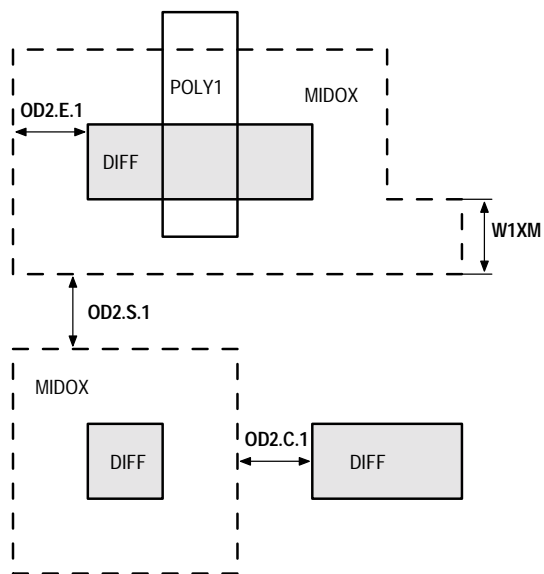 POLY1
MIDOX
OD2.E.1
DIFF
W1XM
OD2.S.1
MIDOX
OD2.C.1
DIFF
DIFF